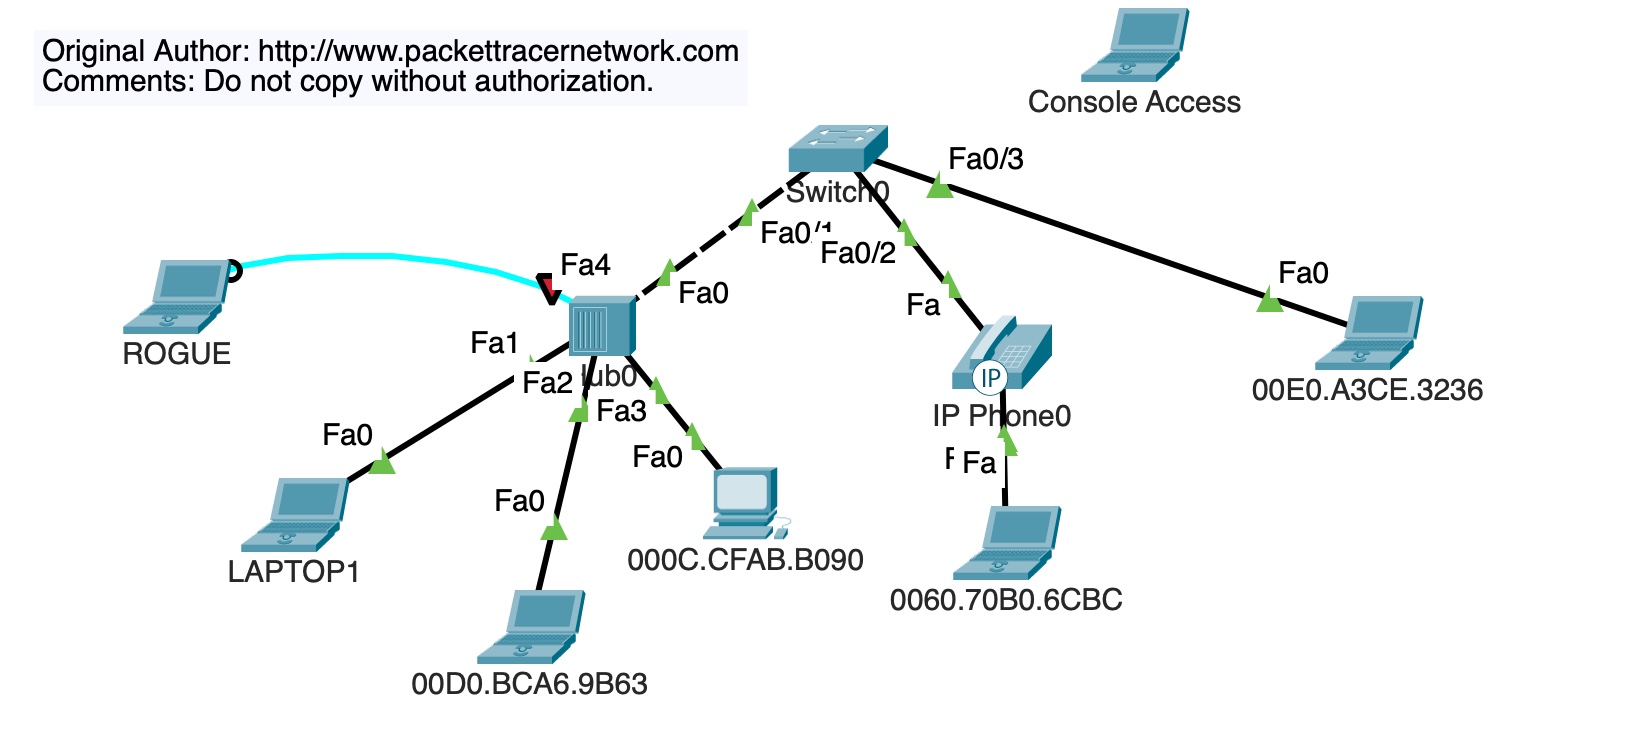 Original Author: http://www.packettracernetwork.com
Comments: Do not copy without authorization.
Console Access
Fa0/3
Switch0
Fa0/1
Fa0/2
Fa4
Fa0
Fa0
Fa
ROGUE
Fa1
Fa2
Fa3
IP
IP Phone0
00E0.A3CE.3236
Fa0
Fa0
Fa
Fa0
LAPTOP1
000C.CFAB.B090
0060.70B0.6CBC
00D0.BCA6.9B63